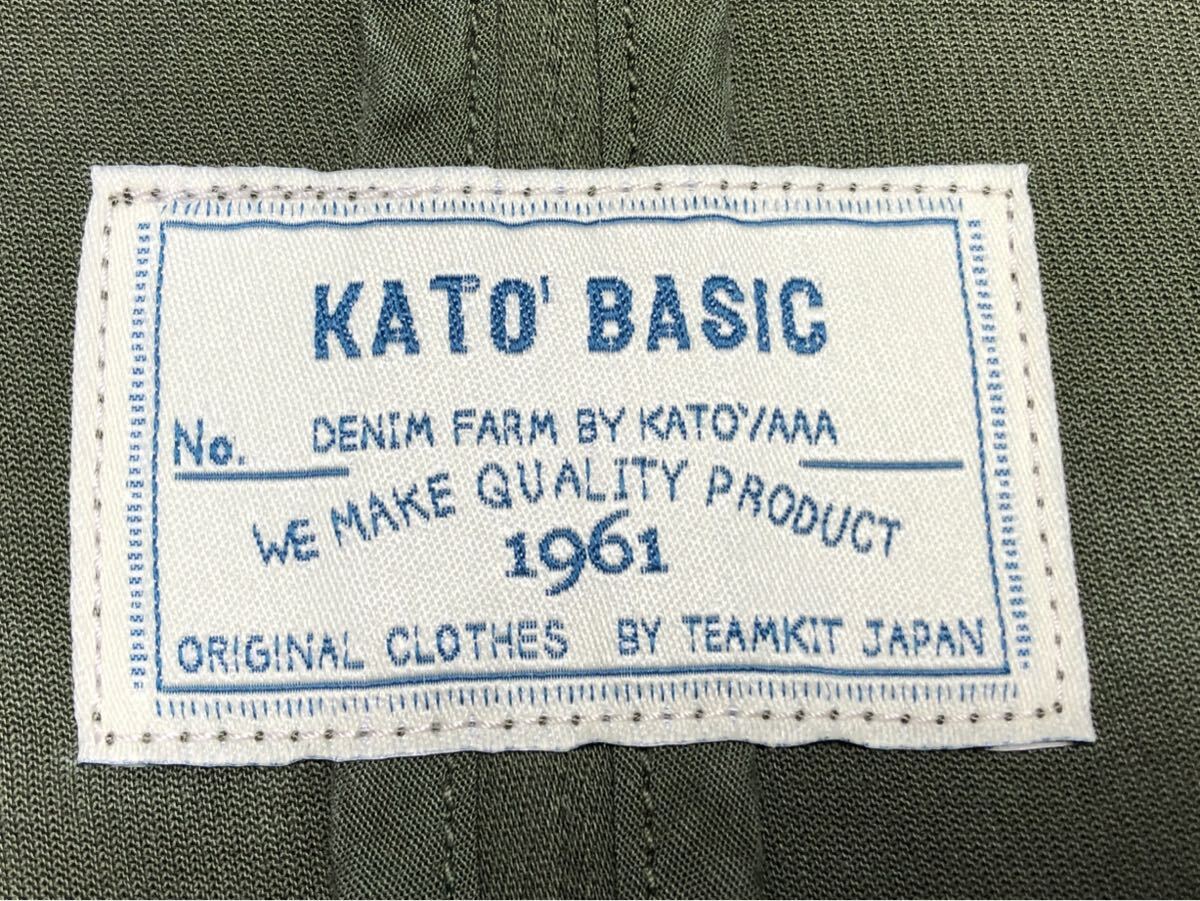 KATO' BASIC
No.
DENIM FARM BY KATO'/AAA
WE MAKE QUALITY PRODUCT
1961
ORIGINAL CLOTHES BY TEAMKIT JAPAN